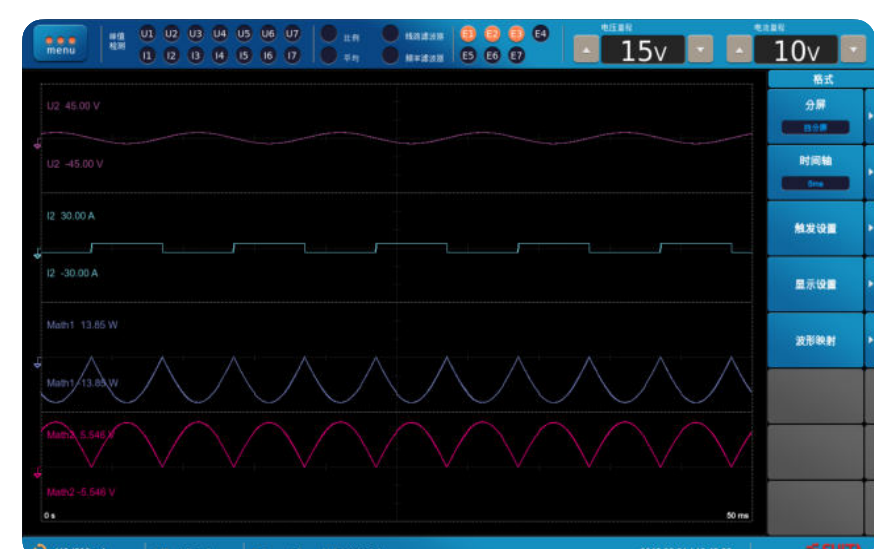 menu
峰值
检测
U1 U2 U3 U4 U5 U6 U7
I1 I2 I3 I4 I5 I6 I7
比例
平均
线路滤波器
频率滤波器
E1 E2 E3 E4
E5 E6 E7
电压量程
15V
电流量程
10V
格式
分屏
时间轴
5ms
触发设置
显示设置
波形映射
U2 45.00 V
U2 -45.00 V
I2 30.00 A
I2 -30.00 A
Math1 13.85 W
Math1 -13.85 W
Math2 5.546 V
Math2 -5.546 V
0 s
50 ms